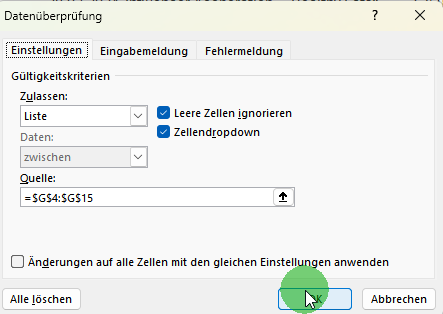 Datenüberprüfung
?
Einstellungen
Eingabemeldung
Fehlermeldung
Gültigkeitskriterien
Zulassen:
Liste
Leere Zellen ignorieren
Zellendropdown
Daten:
zwischen
Quelle:
=$G$4:$G$15
Änderungen auf alle Zellen mit den gleichen Einstellungen anwenden
Alle löschen
Abbrechen